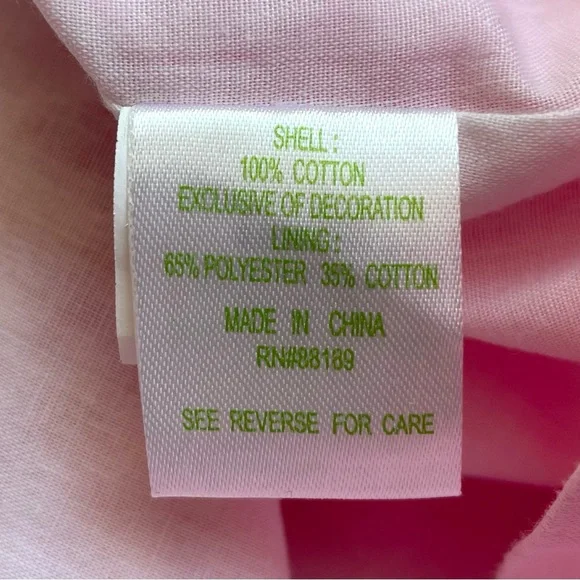 SHELL :
100% COTTON
EXCLUSIVE OF DECORATION
LINING :
65% POLYESTER 35% COTTON
MADE IN CHINA
RN#88189
SEE REVERSE FOR CARE